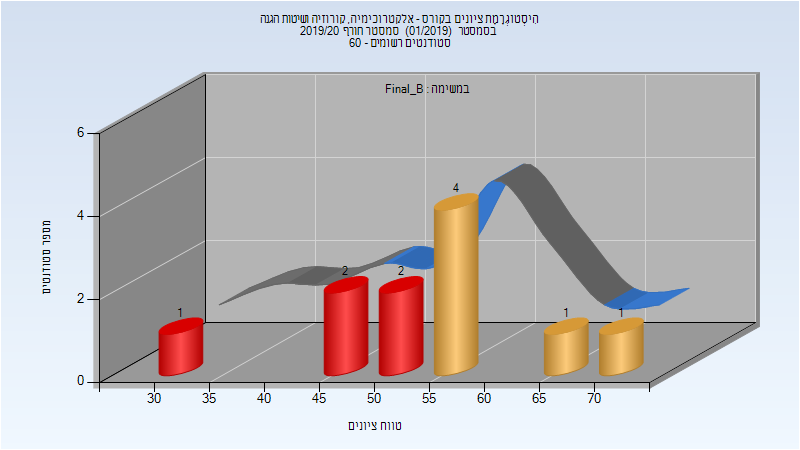 הִיסְטוֹגְרָמַת ציונים בקורס - אלקטרוכימיה, קורוזיה ושיטות הגנה
בסמסטר (01/2019) סמסטר חורף 2019/20
סטודנטים רשומים - 60
במשימה : Final_B
6
4
2
0
מספר סטודנטים
1
2
2
4
1
1
30 35 40 45 50 55 60 65 70
טווח ציונים